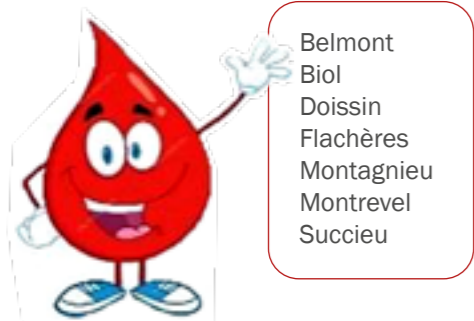 Belmont
Biol
Doissin
Flachères
Montagnieu
Montrevel
Succieu